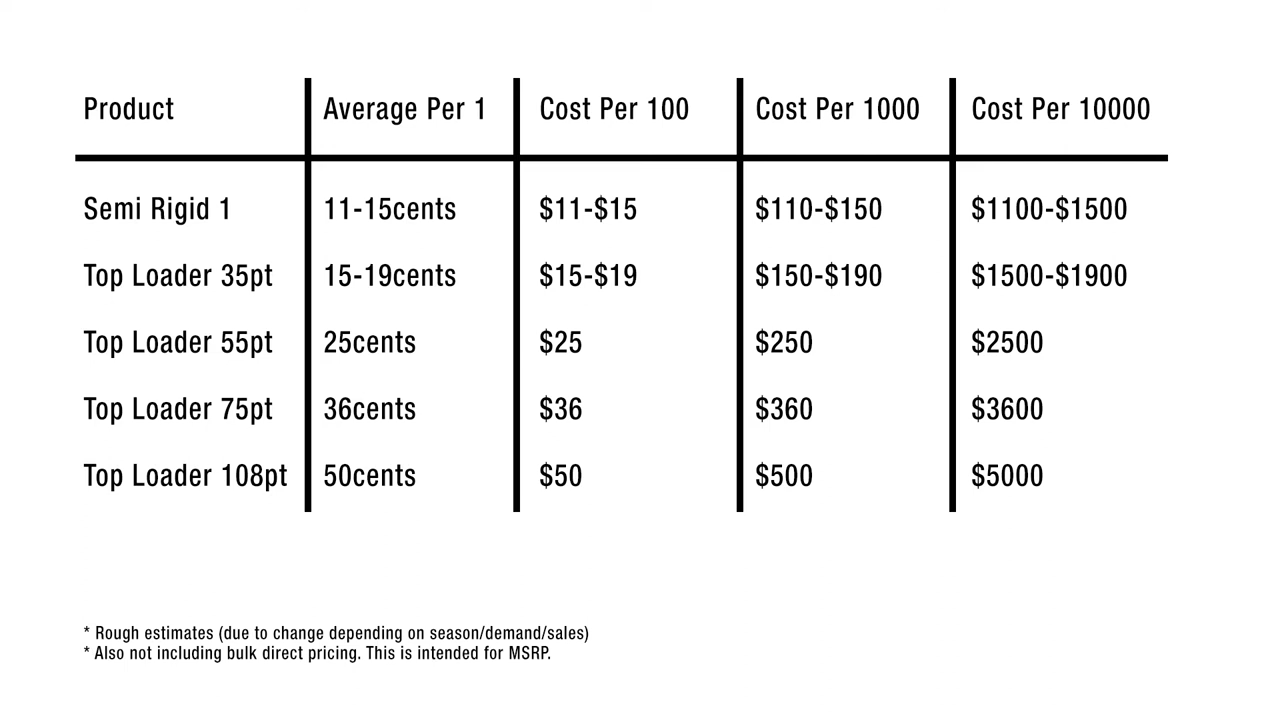 Product Average Per 1 Cost Per 100 Cost Per 1000 Cost Per 10000
Semi Rigid 1 11-15cents $11-$15 $110-$150 $1100-$1500
Top Loader 35pt 15-19cents $15-$19 $150-$190 $1500-$1900
Top Loader 55pt 25cents $25 $250 $2500
Top Loader 75pt 36cents $36 $360 $3600
Top Loader 108pt 50cents $50 $500 $5000
* Rough estimates (due to change depending on season/demand/sales)
* Also not including bulk direct pricing. This is intended for MSRP.